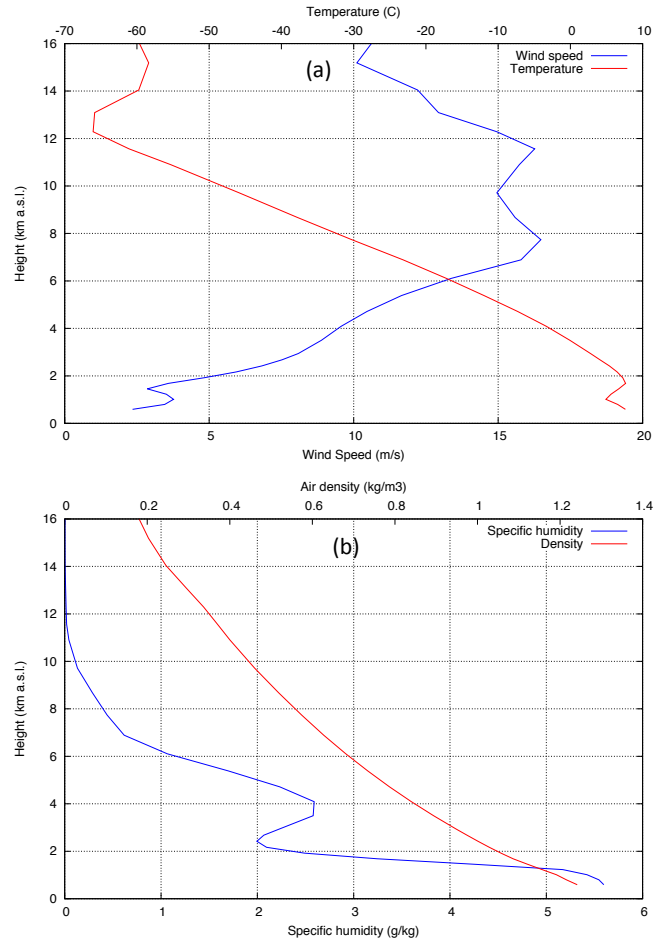 Temperature (C)
-70 -60 -50 -40 -30 -20 -10 0 10
16
14
12
10
8
6
4
2
0
Height (km a.s.l.)
(a)
Wind speed
Temperature
0 5 10 15 20
Wind Speed (m/s)
Air density (kg/m3)
0 0.2 0.4 0.6 0.8 1 1.2 1.4
16
14
12
10
8
6
4
2
0
Height (km a.s.l.)
(b)
Specific humidity
Density
0 1 2 3 4 5 6
Specific humidity (g/kg)